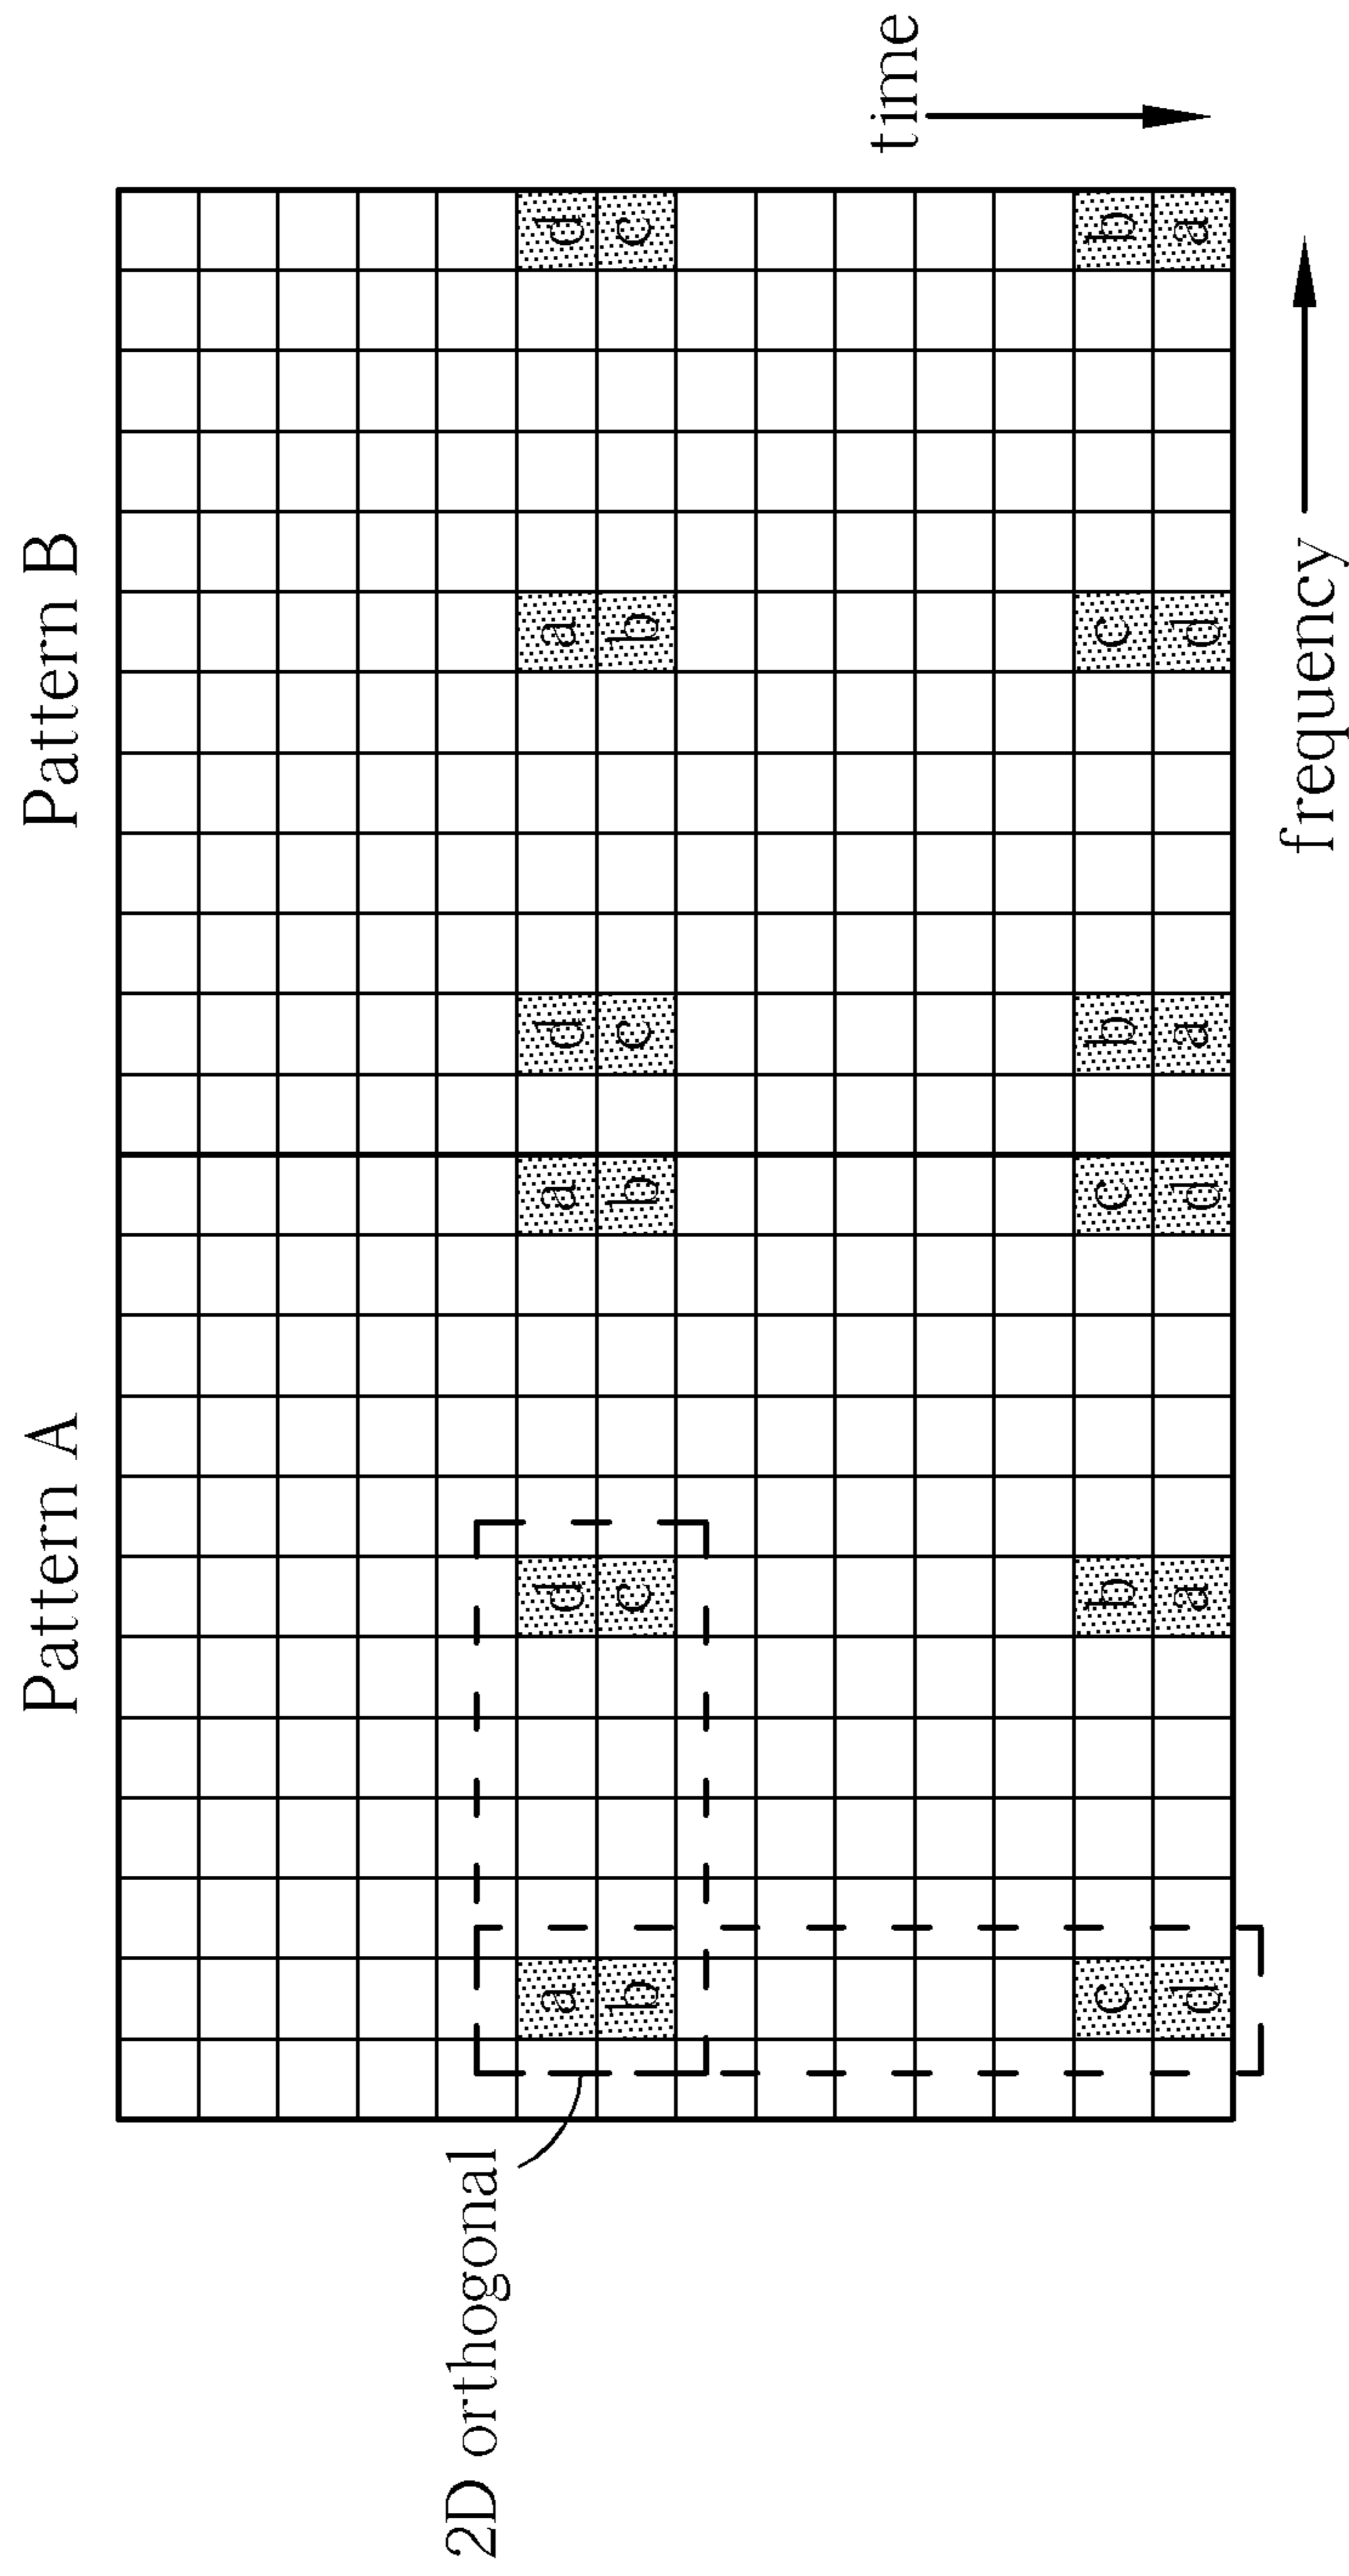 Pattern A
Pattern B
2D orthogonal
a d a d a d
b c b c b c
time
c b c b c b
d a d a d a
frequency